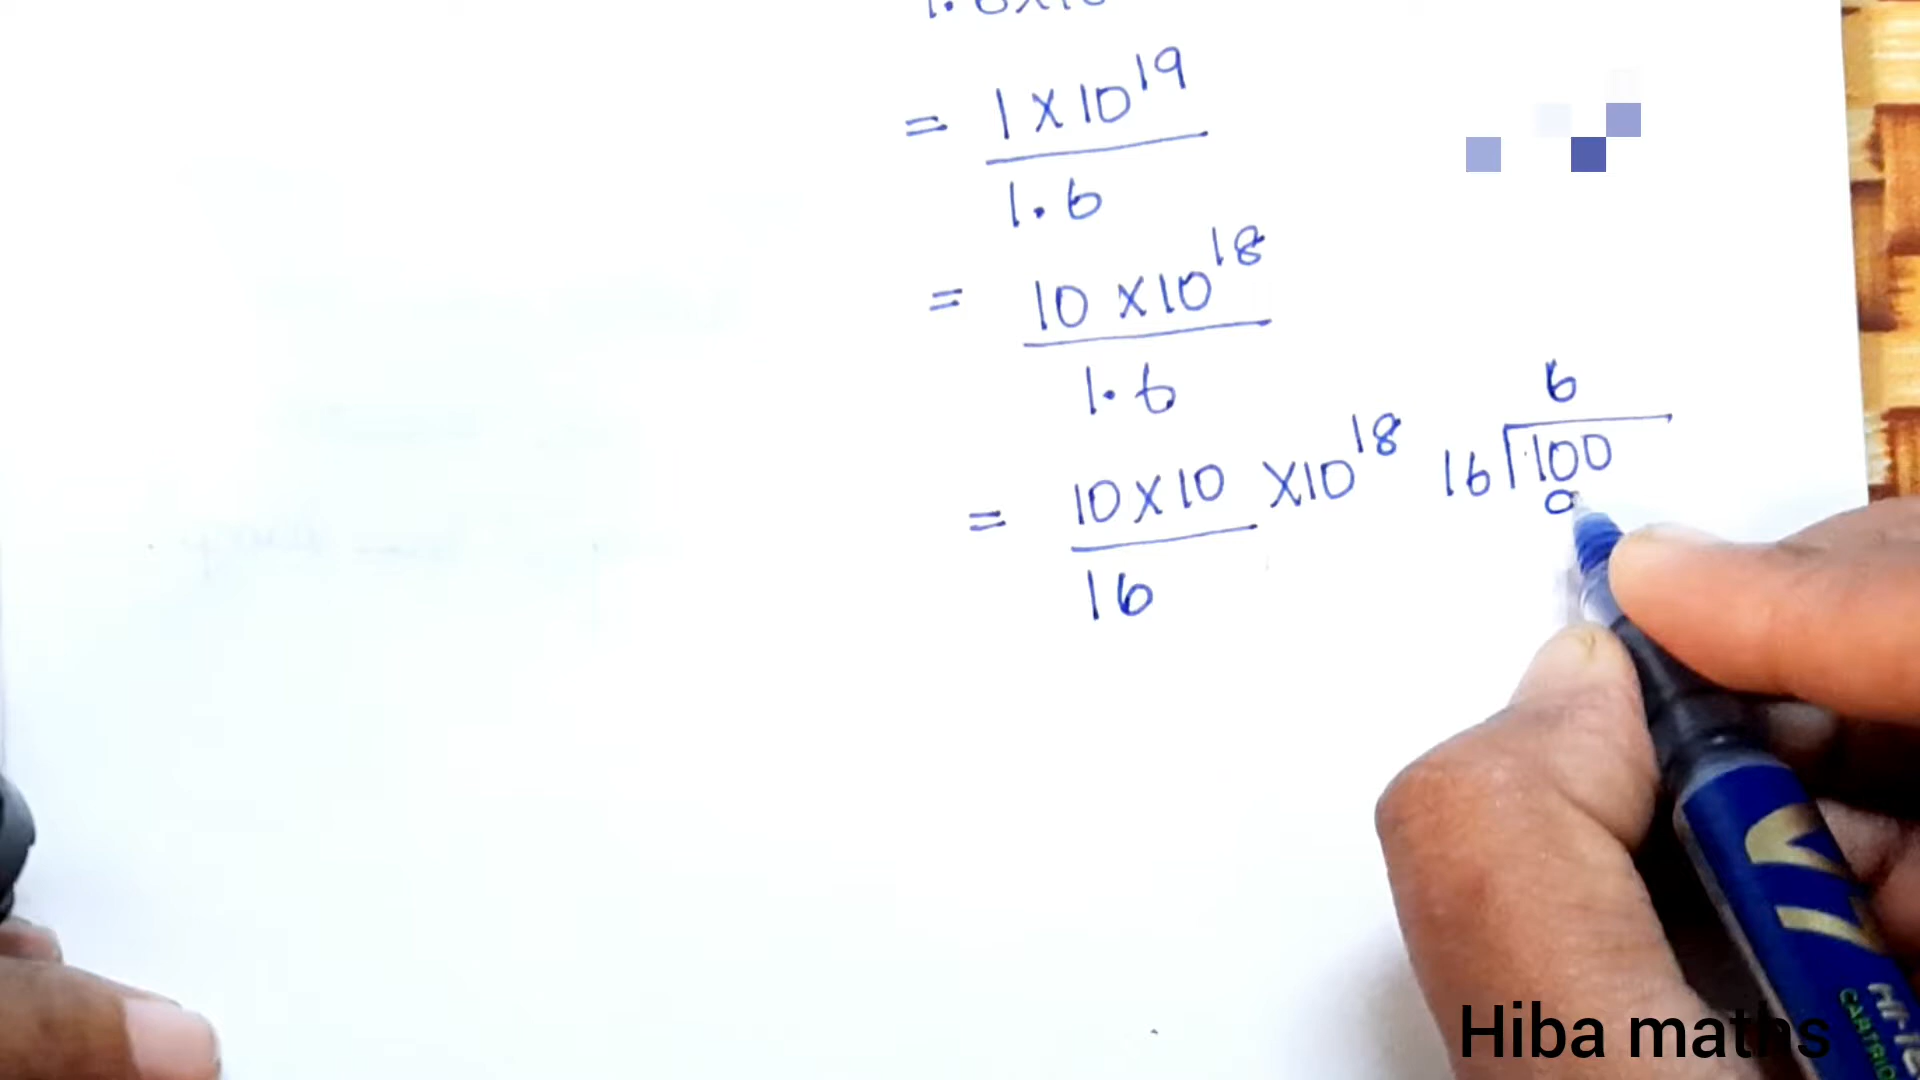 = 1 × 10^19 / 1.6
= 10 × 10^18 / 1.6
= 10 × 10 / 16 × 10^18
6
16 ⟌ 100
V7
Hiba maths